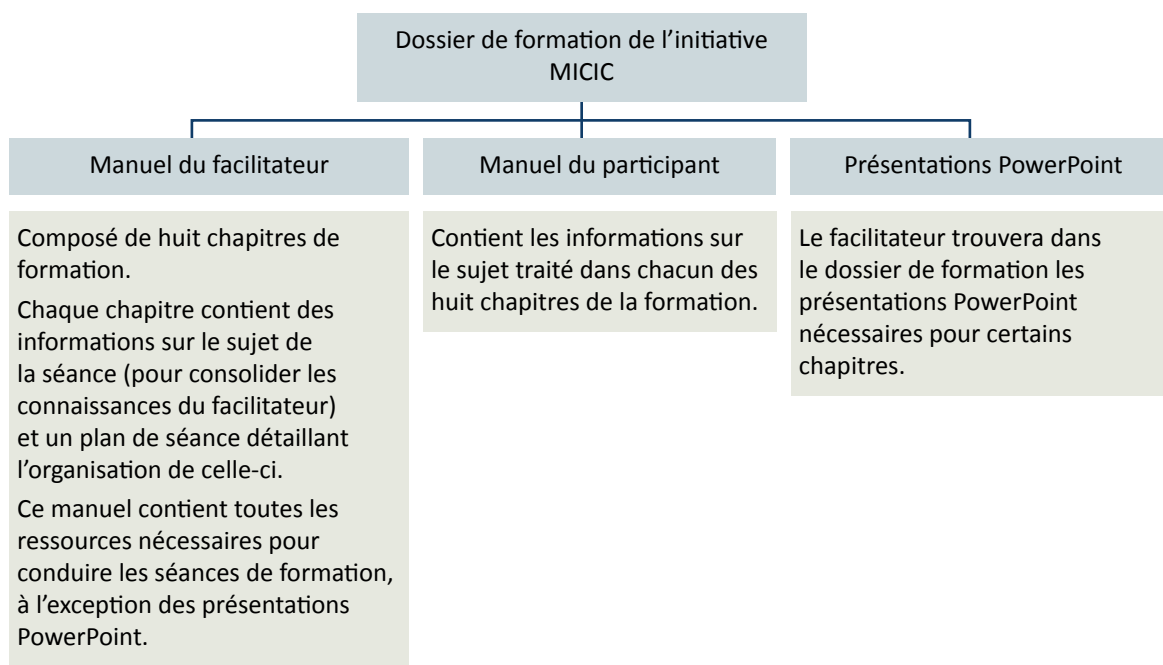 Dossier de formation de l’initiative
MICIC
Manuel du facilitateur
Composé de huit chapitres de
formation.
Chaque chapitre contient des
informations sur le sujet de
la séance (pour consolider les
connaissances du facilitateur)
et un plan de séance détaillant
l’organisation de celle-ci.
Ce manuel contient toutes les
ressources nécessaires pour
conduire les séances de formation,
à l’exception des présentations
PowerPoint.
Manuel du participant
Contient les informations sur
le sujet traité dans chacun des
huit chapitres de la formation.
Présentations PowerPoint
Le facilitateur trouvera dans
le dossier de formation les
présentations PowerPoint
nécessaires pour certains
chapitres.